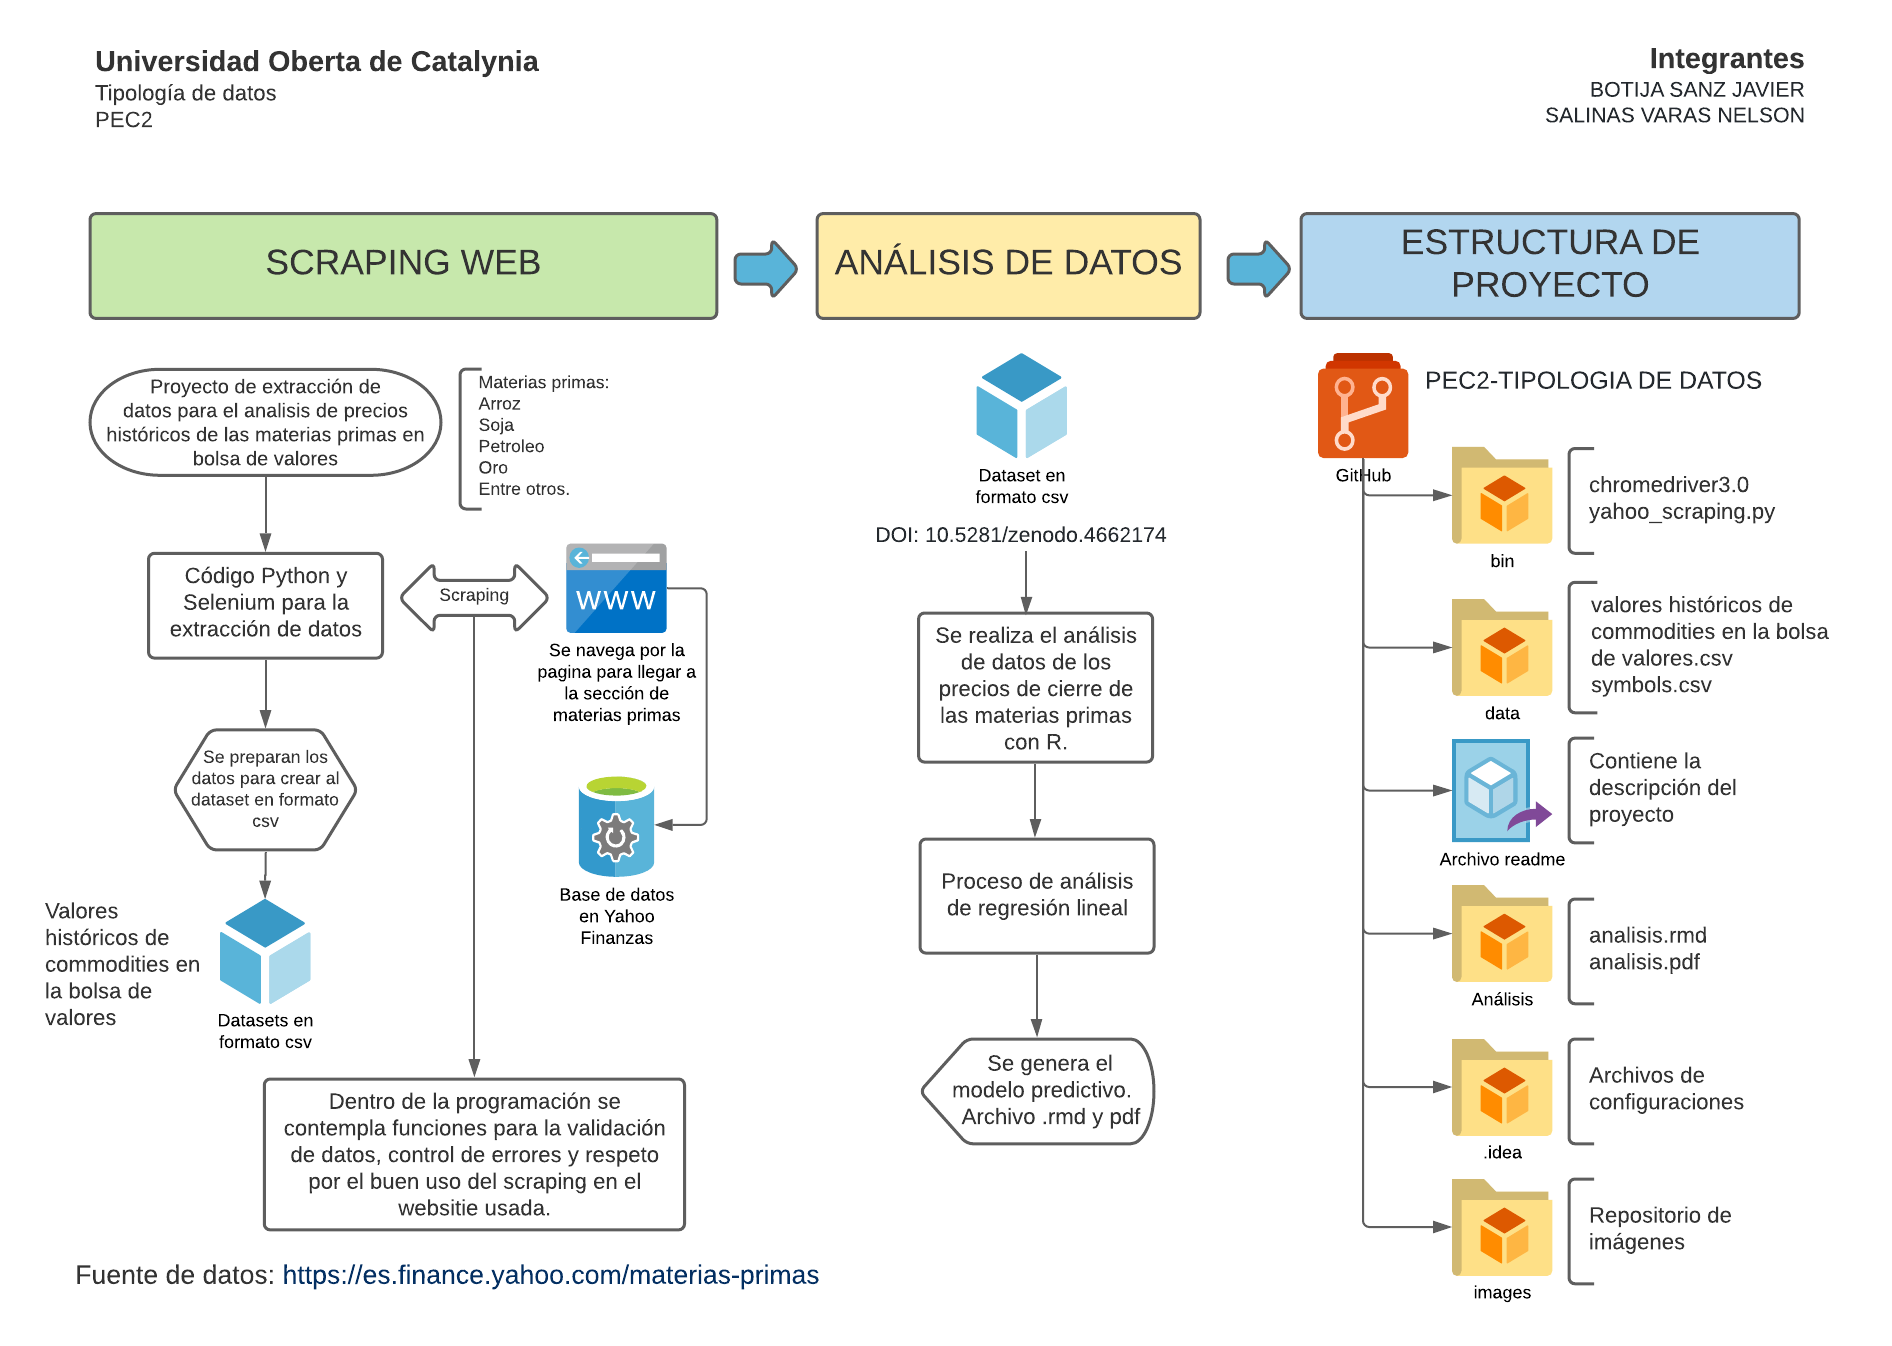 Universidad Oberta de Catalynia
Tipología de datos
PEC2
Integrantes
BOTIJA SANZ JAVIER
SALINAS VARAS NELSON
SCRAPING WEB
ANÁLISIS DE DATOS
ESTRUCTURA DE
PROYECTO
Proyecto de extracción de
datos para el analisis de precios
históricos de las materias primas en
bolsa de valores
Materias primas:
Arroz
Soja
Petroleo
Oro
Entre otros.
Código Python y
Selenium para la
extracción de datos
Scraping
WWW
Se navega por la
pagina para llegar a
la sección de
materias primas
Se preparan los
datos para crear al
dataset en formato
csv
Base de datos
en Yahoo
Finanzas
Valores
históricos de
commodities en
la bolsa de
valores
Datasets en
formato csv
Dentro de la programación se
contempla funciones para la validación
de datos, control de errores y respeto
por el buen uso del scraping en el
websitie usada.
Fuente de datos: https://es.finance.yahoo.com/materias-primas
Dataset en
formato csv
DOI: 10.5281/zenodo.4662174
Se realiza el análisis
de datos de los
precios de cierre de
las materias primas
con R.
Proceso de análisis
de regresión lineal
Se genera el
modelo predictivo.
Archivo .rmd y pdf
PEC2-TIPOLOGIA DE DATOS
GitHub
chromedriver3.0
yahoo_scraping.py
bin
valores históricos de
commodities en la bolsa
de valores.csv
symbols.csv
data
Contiene la
descripción del
proyecto
Archivo readme
analisis.rmd
analisis.pdf
Análisis
Archivos de
configuraciones
.idea
Repositorio de
imágenes
images